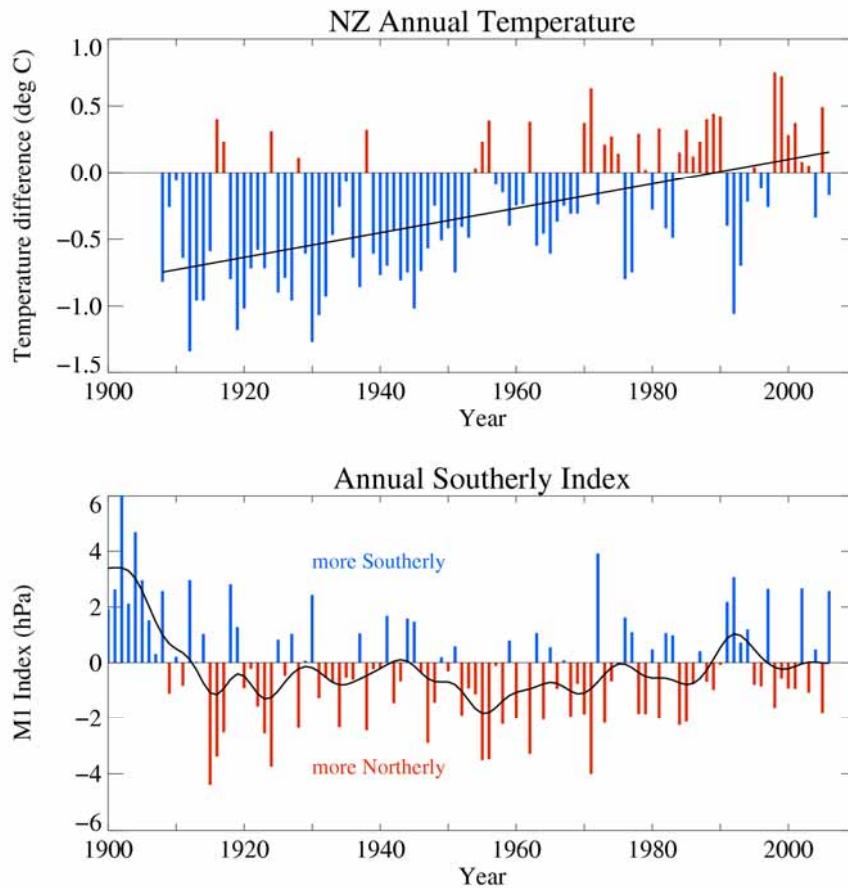 NZ Annual Temperature
Temperature difference (deg C)
1.0
0.5
0.0
−0.5
−1.0
−1.5
1900 1920 1940 1960 1980 2000
Year
Annual Southerly Index
M1 Index (hPa)
6
4
2
0
−2
−4
−6
more Southerly
more Northerly
1900 1920 1940 1960 1980 2000
Year